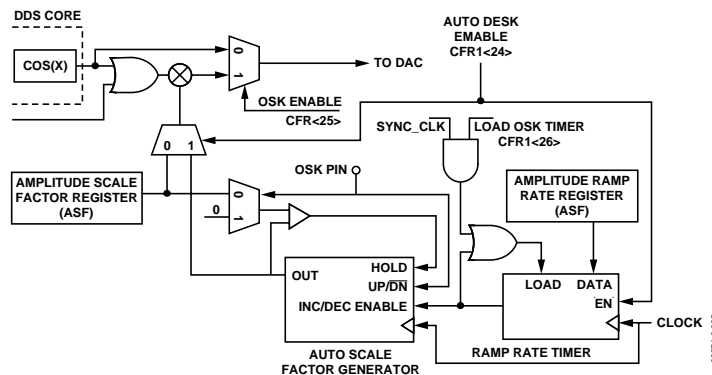 DDS CORE
COS(X)
0
1
TO DAC
OSK ENABLE
CFR<25>
AUTO DESK
EMABLE
CFR1<24>
SYNC_CLK
LOAD OSK TIMER
CFR1<26>
0 1
OSK PIN
AMPLITUDE SCALE
FACTOR REGISTER
(ASF)
0
0
1
AMPLITUDE RAMP
RATE REGISTER
(ASF)
OUT
HOLD
UP/DN
INC/DEC ENABLE
LOAD DATA
EN
CLOCK
AUTO SCALE
FACTOR GENERATOR
RAMP RATE TIMER